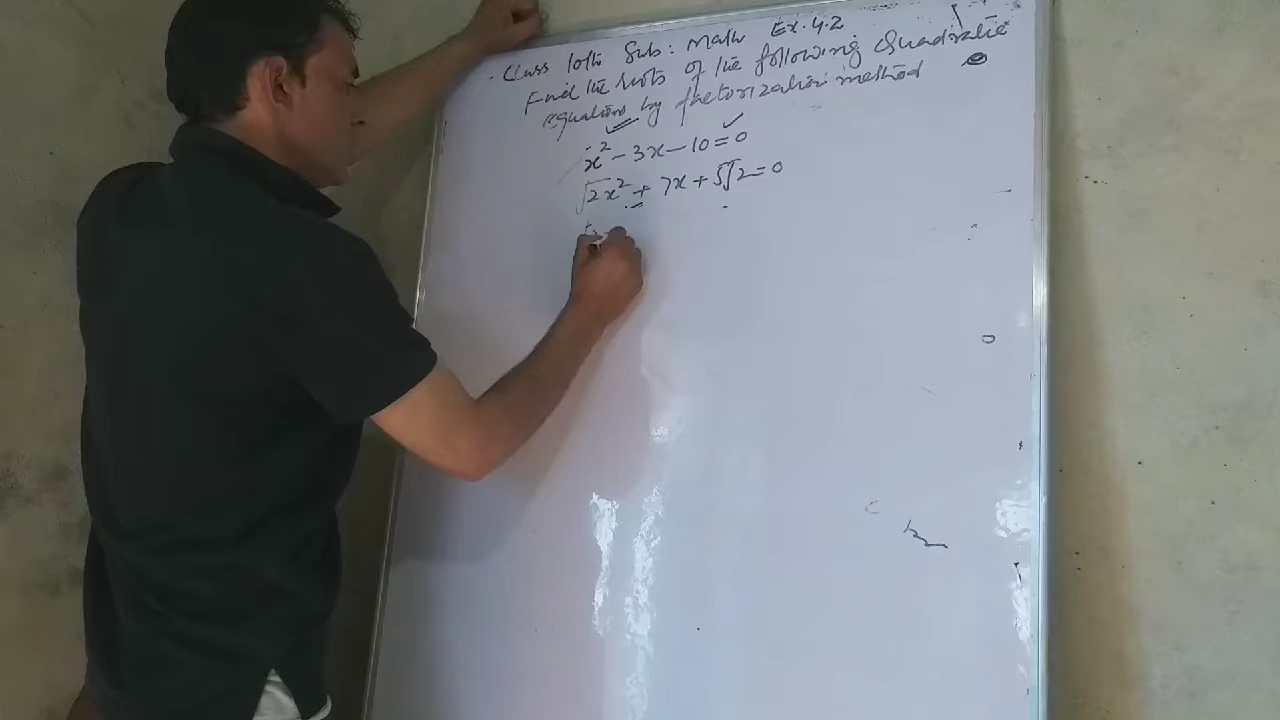 Class 10th Sub: Math Ex. 4.2
Find the roots of the following Quadratic
equations by factorization method
x² - 3x - 10 = 0
√2x² + 7x + 5√2 = 0